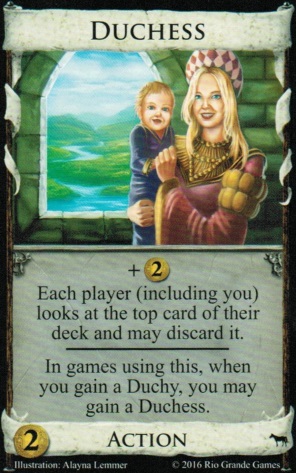 DUCHESS
+ 2
Each player (including you)
looks at the top card of their
deck and may discard it.
In games using this, when
you gain a Duchy, you may
gain a Duchess.
2 ACTION
Illustration: Alayna Lemmer © 2016 Rio Grande Games